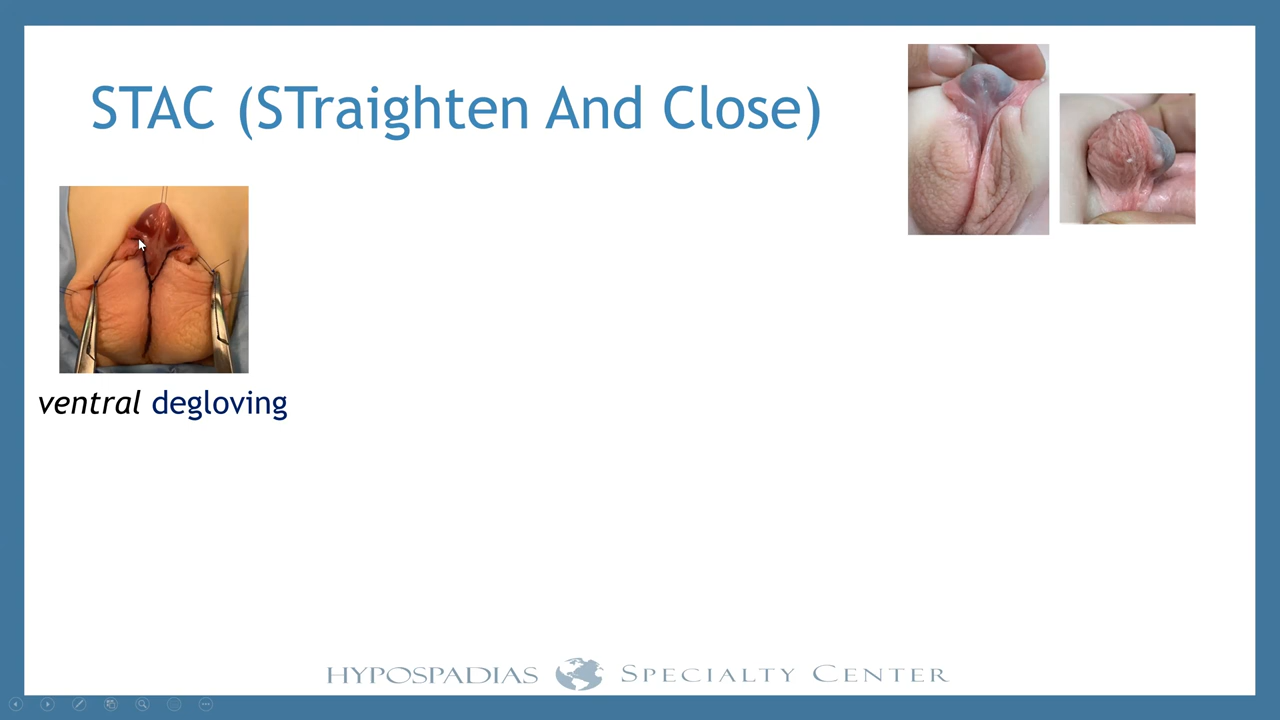 STAC (STraighten And Close)
ventral degloving
HYPOSPADIAS SPECIALTY CENTER